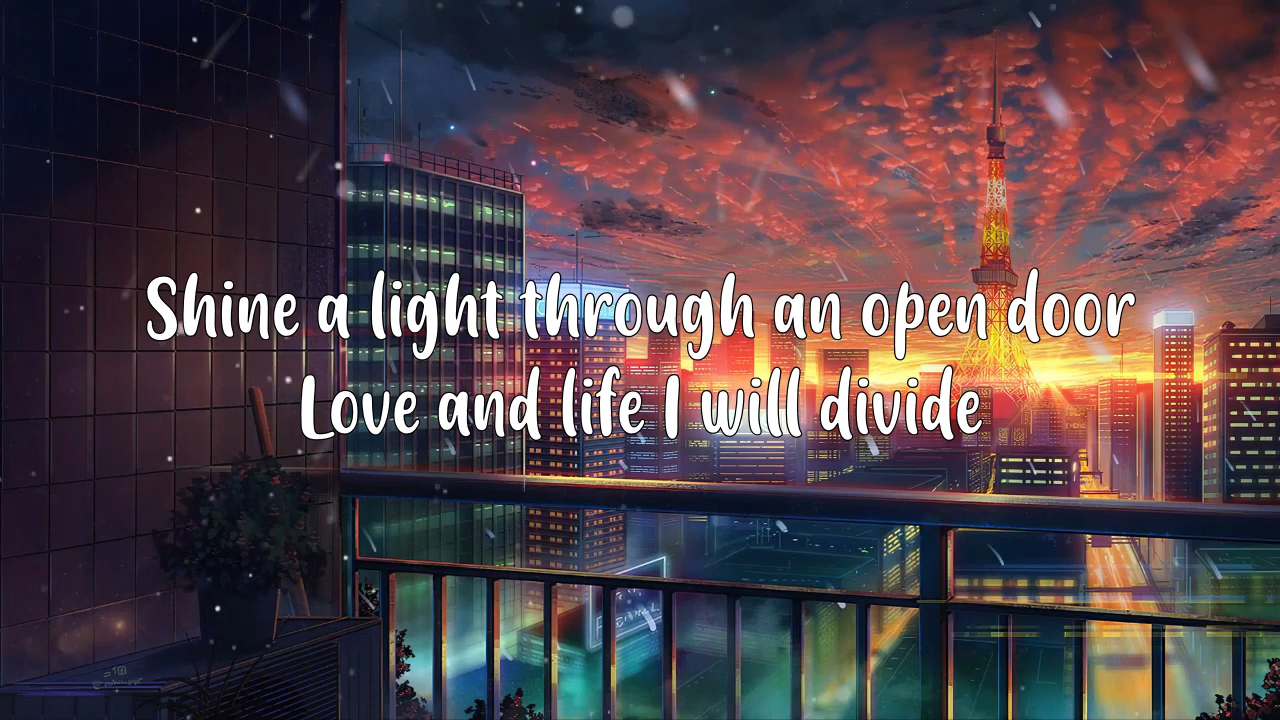 Shine a light through an open door
Love and life I will divide